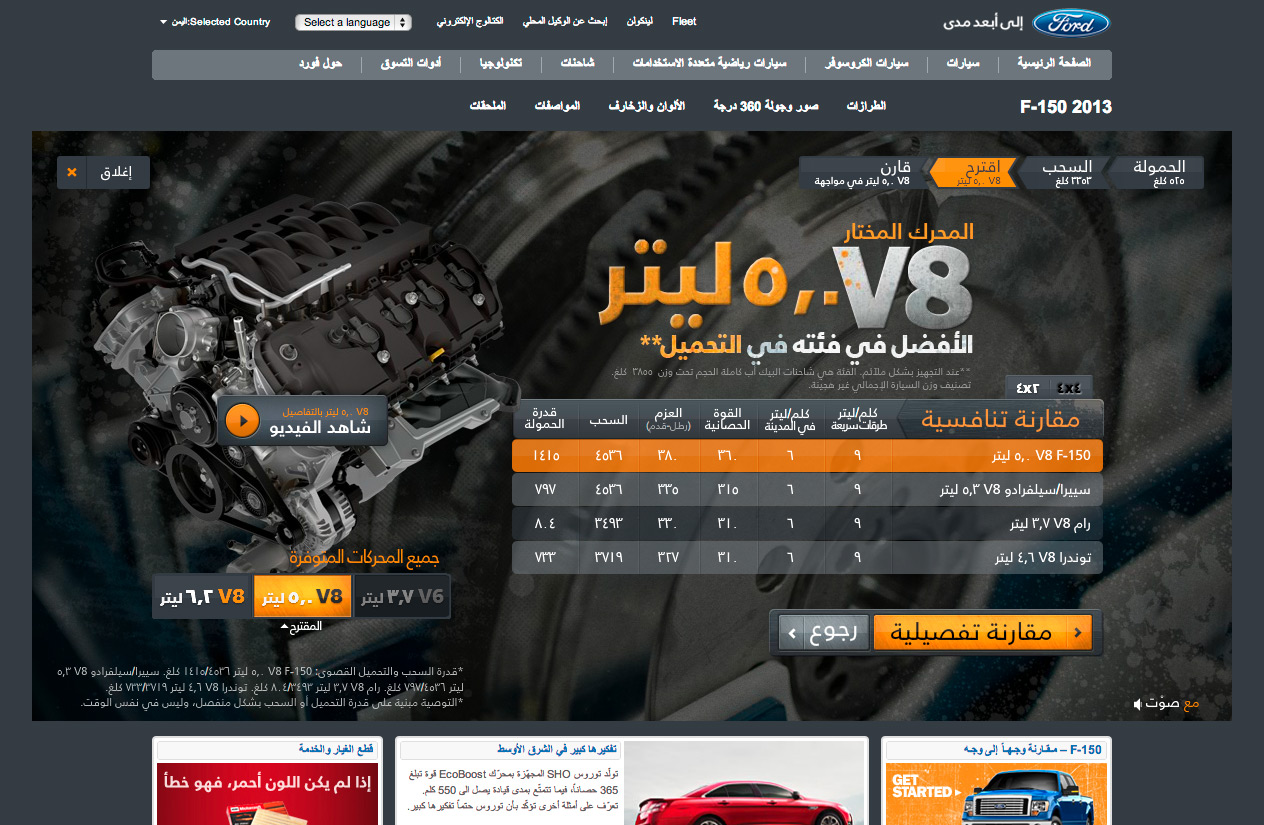 Ford إلى أبعد مدى
Fleet لينكولن إبحث عن الوكيل المحلي الكتالوج الإلكتروني Select a language Selected Country:اليمن
الصفحة الرئيسية سيارات سيارات الكروسوفر سيارات رياضية متعددة الاستخدامات شاحنات تكنولوجيا أدوات التسوق حول فورد
F-150 2013
الطرازات صور وجولة 360 درجة الألوان والزخارف المواصفات الملحقات
الحمولة السحب اقترح قارن
٥٢٥ كلغ ٣٣٥٣ كلغ ٥,٠ V8 ليتر ٥,٠ V8 ليتر في مواجهة
إغلاق ×
المحرك المختار
V8 ٥,٠ ليتر
الأفضل في فئته في التحميل**
**عند التجهيز بشكل ملائم. الفئة هي شاحنات البيك أب كاملة الحجم تحت وزن ٣٨٥٥ كلغ.
تصنيف وزن السيارة الإجمالي غير هجينة.
٤x٤ ٤x٢
مقارنة تنافسية كلم/ليتر طرقات سريعة كلم/ليتر في المدينة القوة الحصانية العزم (رطل-قدم) السحب قدرة الحمولة
V8 F-150 ٥,٠ ليتر ٩ ٦ ٣٦٠ ٣٨٠ ٤٥٣٦ ١٤١٥
سييرا/سيلفرادو V8 ٥,٣ ليتر ٩ ٦ ٣١٥ ٣٣٥ ٤٥٣٦ ٧٩٧
رام V8 ٣,٧ ليتر ٩ ٦ ٣١٠ ٣٣٠ ٣٤٩٣ ٨٠٤
توندرا V8 ٤,٦ ليتر ٩ ٦ ٣١٠ ٣٢٧ ٣٧١٩ ٧٣٣
V8 ٥,٠ ليتر بالتفاصيل
شاهد الفيديو
جميع المحركات المتوفرة
V6 ٣,٧ ليتر V8 ٥,٠ ليتر V8 ٦,٢ ليتر
المقترح
مقارنة تفصيلية رجوع
*قدرة السحب والتحميل القصوى: V8 F-150 ٥,٠ ليتر ١٤١٥/٤٥٣٦ كلغ. سييرا/سيلفرادو V8 ٥,٣
ليتر ٧٩٧/٤٥٣٦ كلغ. رام V8 ٣,٧ ليتر ٨٠٤/٣٤٩٣ كلغ. توندرا V8 ٤,٦ ليتر ٧٣٣/٣٧١٩ كلغ.
*التوصية مبنية على قدرة التحميل أو السحب بشكل منفصل، وليس في نفس الوقت.
مع صوْت
F-150 – مقارنة وجهاً إلى وجه
GET
STARTED
تفكيرها كبير في الشرق الأوسط
تولّد توروس SHO المجهّزة بمحرّك EcoBoost قوة تبلغ
365 حصاناً، فيما تتمتّع بمدى قيادة يصل الى 550 كلم.
تعرّف على أمثلة أخرى تؤكّد بأن توروس حتماً تفكيرها كبير.
قطع الغيار والخدمة
إذا لم يكن اللون أحمر، فهو خطأ